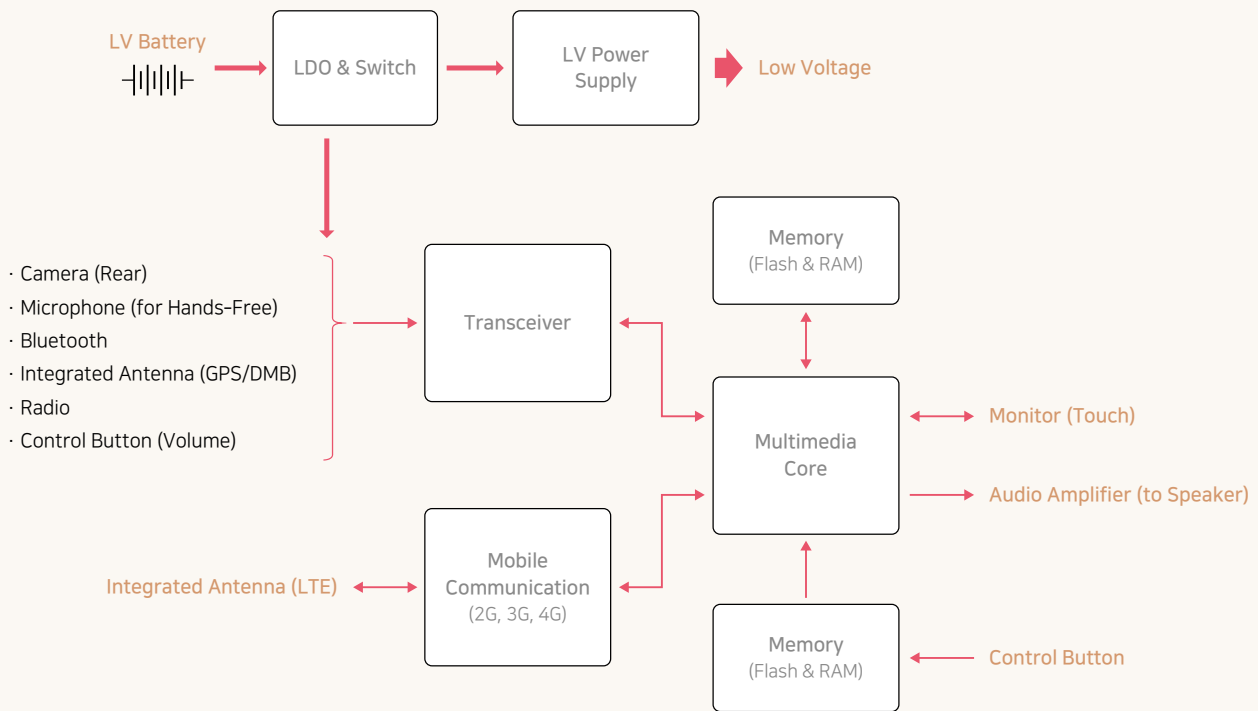 LV Battery
LDO & Switch
LV Power
Supply
Low Voltage
· Camera (Rear)
· Microphone (for Hands-Free)
· Bluetooth
· Integrated Antenna (GPS/DMB)
· Radio
· Control Button (Volume)
Transceiver
Memory
(Flash & RAM)
Multimedia
Core
Monitor (Touch)
Audio Amplifier (to Speaker)
Integrated Antenna (LTE)
Mobile
Communication
(2G, 3G, 4G)
Memory
(Flash & RAM)
Control Button